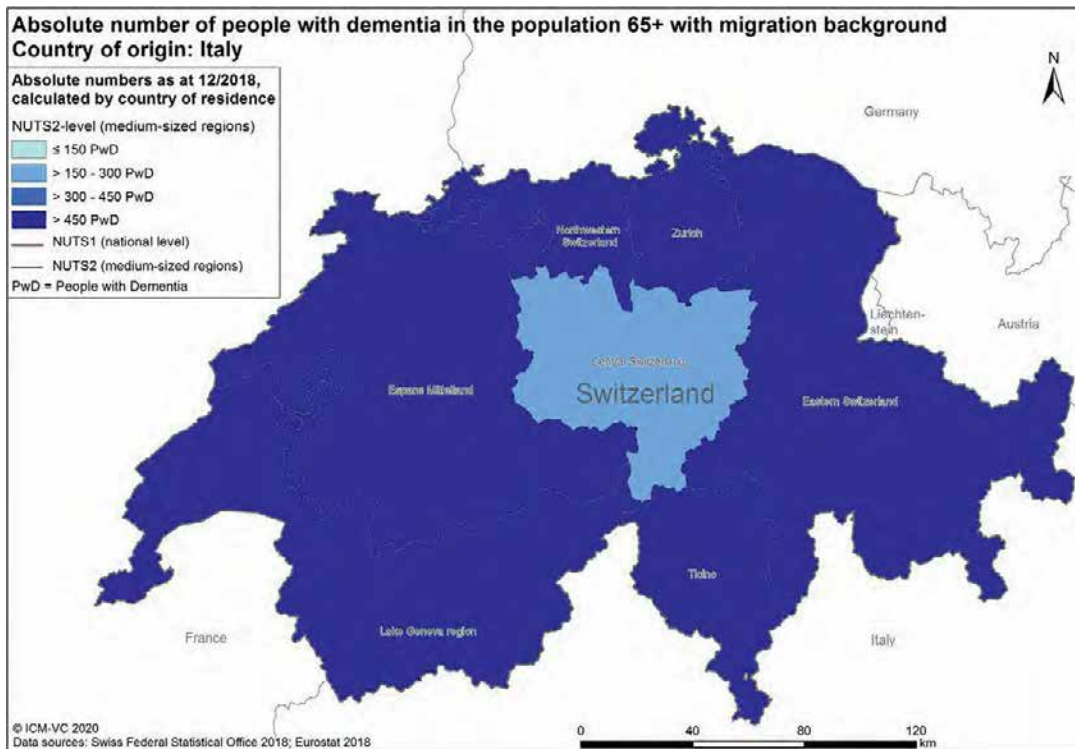 Absolute number of people with dementia in the population 65+ with migration background
Country of origin: Italy
Absolute numbers as at 12/2018,
calculated by country of residence
NUTS2-level (medium-sized regions)
≤ 150 PwD
> 150 - 300 PwD
> 300 - 450 PwD
> 450 PwD
NUTS1 (national level)
NUTS2 (medium-sized regions)
PwD = People with Dementia
N
Germany
Northwestern
Switzerland
Zurich
Liechten-
stein
Austria
Central Switzerland
Switzerland
Espace Mittelland
Eastern Switzerland
Ticino
Lake Geneva region
France
Italy
© ICM-VC 2020
Data sources: Swiss Federal Statistical Office 2018; Eurostat 2018
0 40 80 120
km